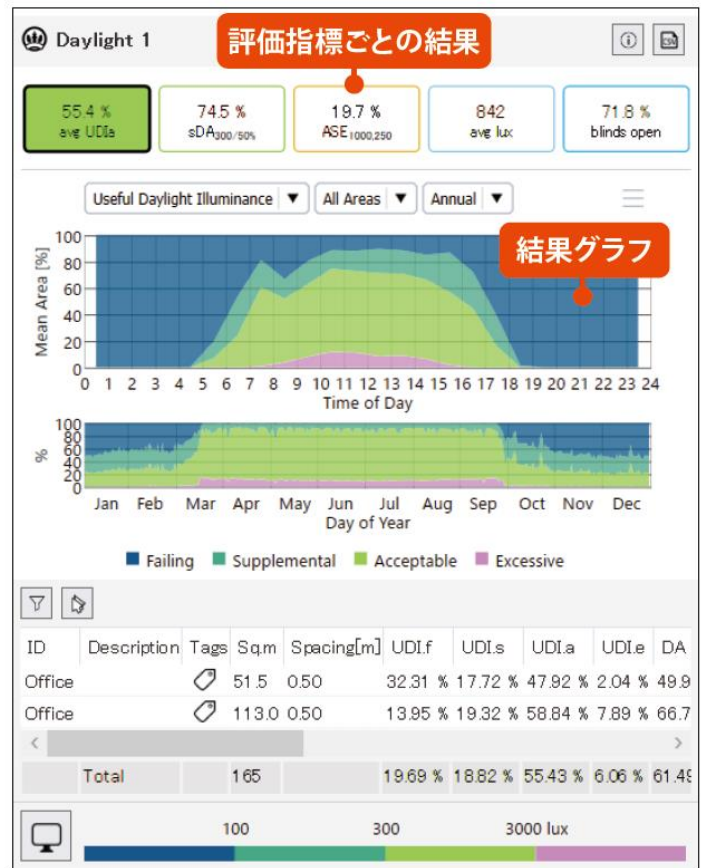 Daylight 1
評価指標ごとの結果
CSV
55.4 %
avg UDIa
74.5 %
sDA300/50%
19.7 %
ASE1000,250
842
avg lux
71.8 %
blinds open
Useful Daylight Illuminance ▼ All Areas ▼ Annual ▼
結果グラフ
Mean Area [%]
100
80
60
40
20
0
0 1 2 3 4 5 6 7 8 9 10 11 12 13 14 15 16 17 18 19 20 21 22 23 24
Time of Day
%
100
80
60
40
20
0
Jan Feb Mar Apr May Jun Jul Aug Sep Oct Nov Dec
Day of Year
Failing Supplemental Acceptable Excessive
ID Description Tags Sq.m Spacing[m] UDI.f UDI.s UDI.a UDI.e DA
Office 51.5 0.50 32.31 % 17.72 % 47.92 % 2.04 % 49.9
Office 113.0 0.50 13.95 % 19.32 % 58.84 % 7.89 % 66.7
Total 165 19.69 % 18.82 % 55.43 % 6.06 % 61.49
100 300 3000 lux